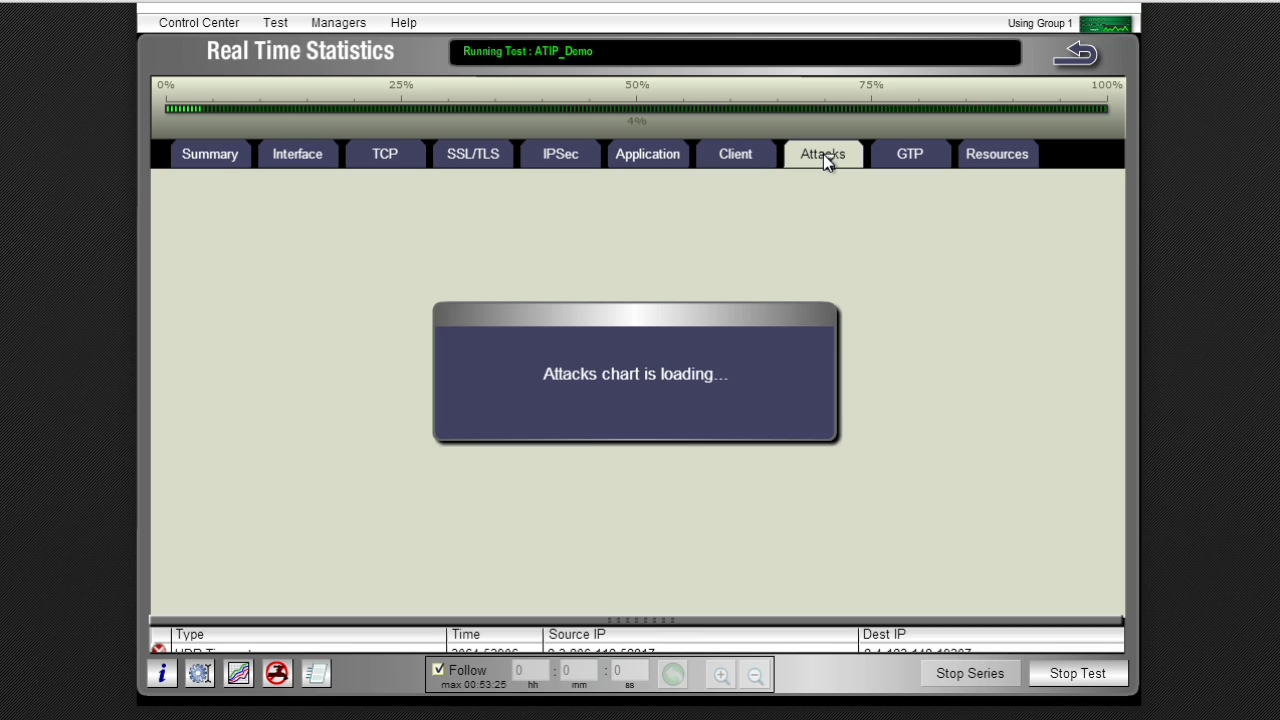 Control Center Test Managers Help Using Group 1
Real Time Statistics
Running Test : ATIP_Demo
0% 25% 50% 75% 100%
4%
Summary Interface TCP SSL/TLS IPSec Application Client Attacks GTP Resources
Attacks chart is loading...
Type Time Source IP Dest IP
i
Follow 0 : 0 : 0
max 00:53:25 hh mm ss
Stop Series Stop Test